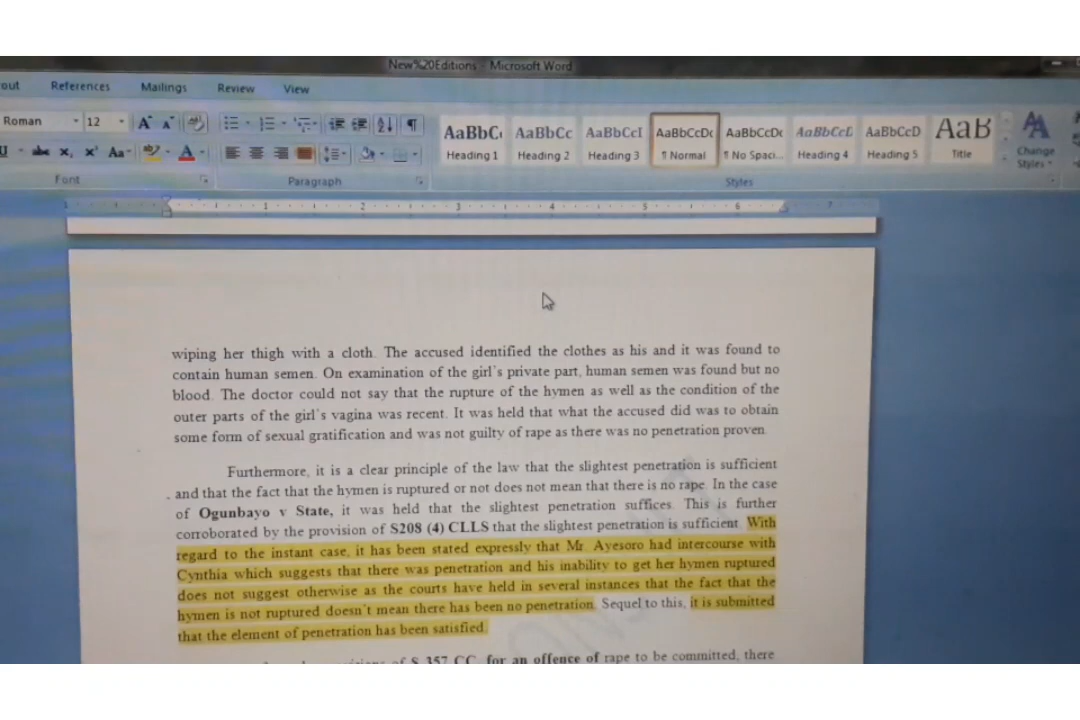 New%20Editions - Microsoft Word
out References Mailings Review View
Roman 12 A A
U abe x, x' Aa A
AaBbC AaBbCc AaBbCcI AaBbCcDc AaBbCcDc AaBbCcD AaBbCcD AaB
Heading 1 Heading 2 Heading 3 ¶ Normal ¶ No Spaci... Heading 4 Heading 5 Title Change Styles
Font Paragraph Styles
1 2 3 4 5 6 7
wiping her thigh with a cloth. The accused identified the clothes as his and it was found to
contain human semen. On examination of the girl's private part, human semen was found but no
blood. The doctor could not say that the rupture of the hymen as well as the condition of the
outer parts of the girl's vagina was recent. It was held that what the accused did was to obtain
some form of sexual gratification and was not guilty of rape as there was no penetration proven.
Furthermore, it is a clear principle of the law that the slightest penetration is sufficient
and that the fact that the hymen is ruptured or not does not mean that there is no rape. In the case
of Ogunbayo v State, it was held that the slightest penetration suffices. This is further
corroborated by the provision of S208 (4) CLLS that the slightest penetration is sufficient. With
regard to the instant case, it has been stated expressly that Mr. Ayesoro had intercourse with
Cynthia which suggests that there was penetration and his inability to get her hymen ruptured
does not suggest otherwise as the courts have held in several instances that the fact that the
hymen is not ruptured doesn't mean there has been no penetration. Sequel to this, it is submitted
that the element of penetration has been satisfied.
of S 357 CC, for an offence of rape to be committed, there